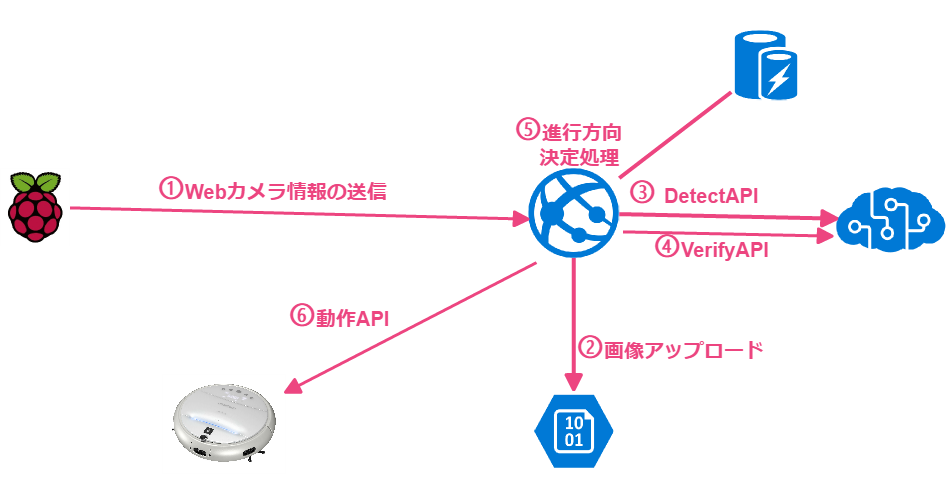 ⑤進行方向
決定処理
①Webカメラ情報の送信
③ DetectAPI
④VerifyAPI
⑥動作API
②画像アップロード
10
01